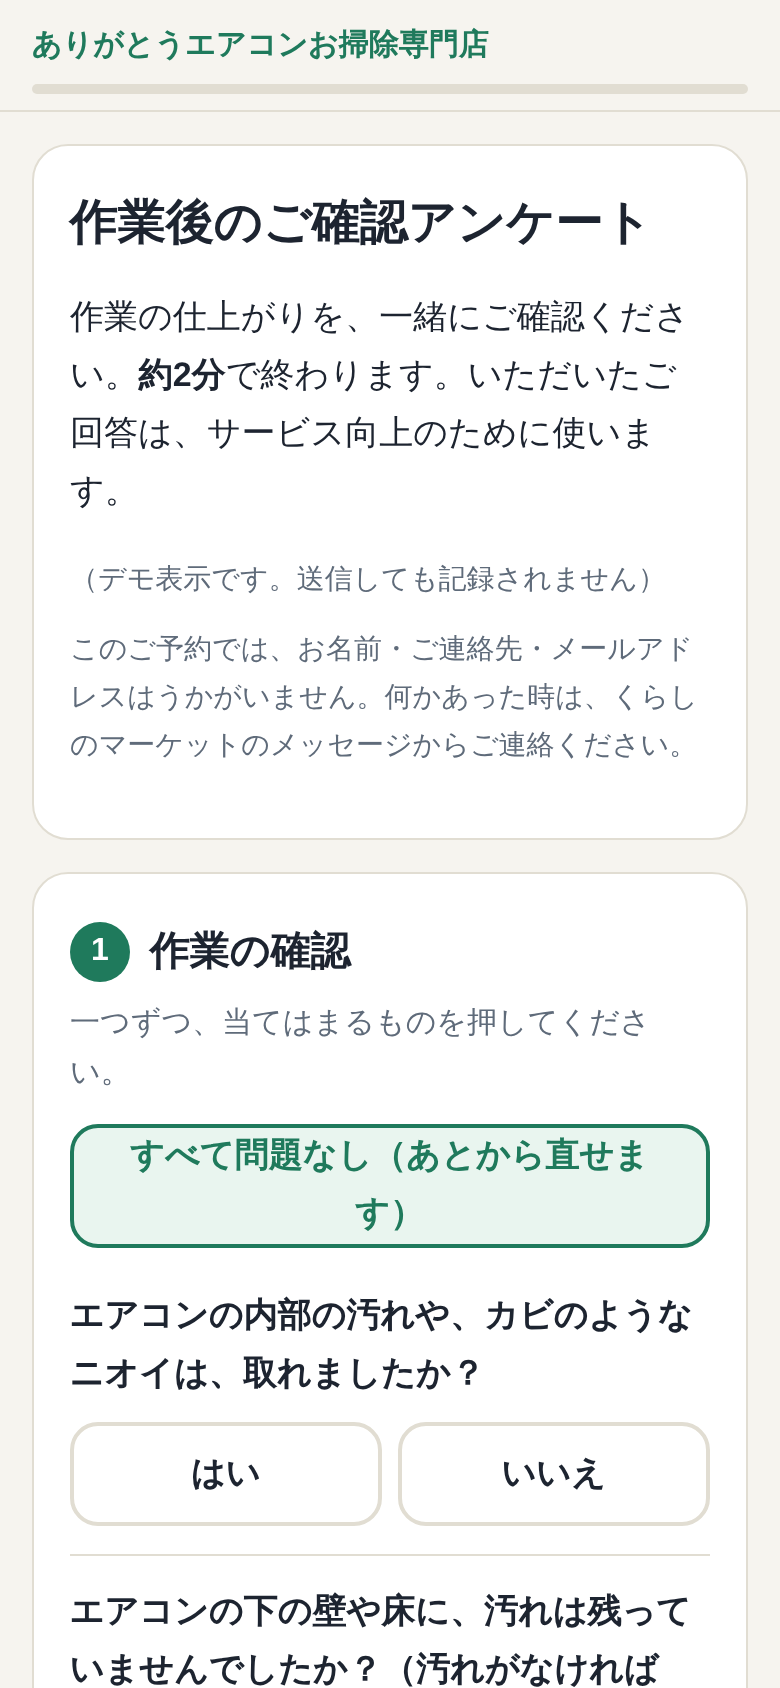 ありがとうエアコンお掃除専門店
作業後のご確認アンケート
作業の仕上がりを、一緒にご確認くださ
い。約2分で終わります。いただいたご
回答は、サービス向上のために使いま
す。
（デモ表示です。送信しても記録されません）
このご予約では、お名前・ご連絡先・メールアド
レスはうかがいません。何かあった時は、くらし
のマーケットのメッセージからご連絡ください。
1 作業の確認
一つずつ、当てはまるものを押してくださ
い。
すべて問題なし（あとから直せま
す）
エアコンの内部の汚れや、カビのような
ニオイは、取れましたか？
はい いいえ
エアコンの下の壁や床に、汚れは残って
いませんでしたか？（汚れがなければ